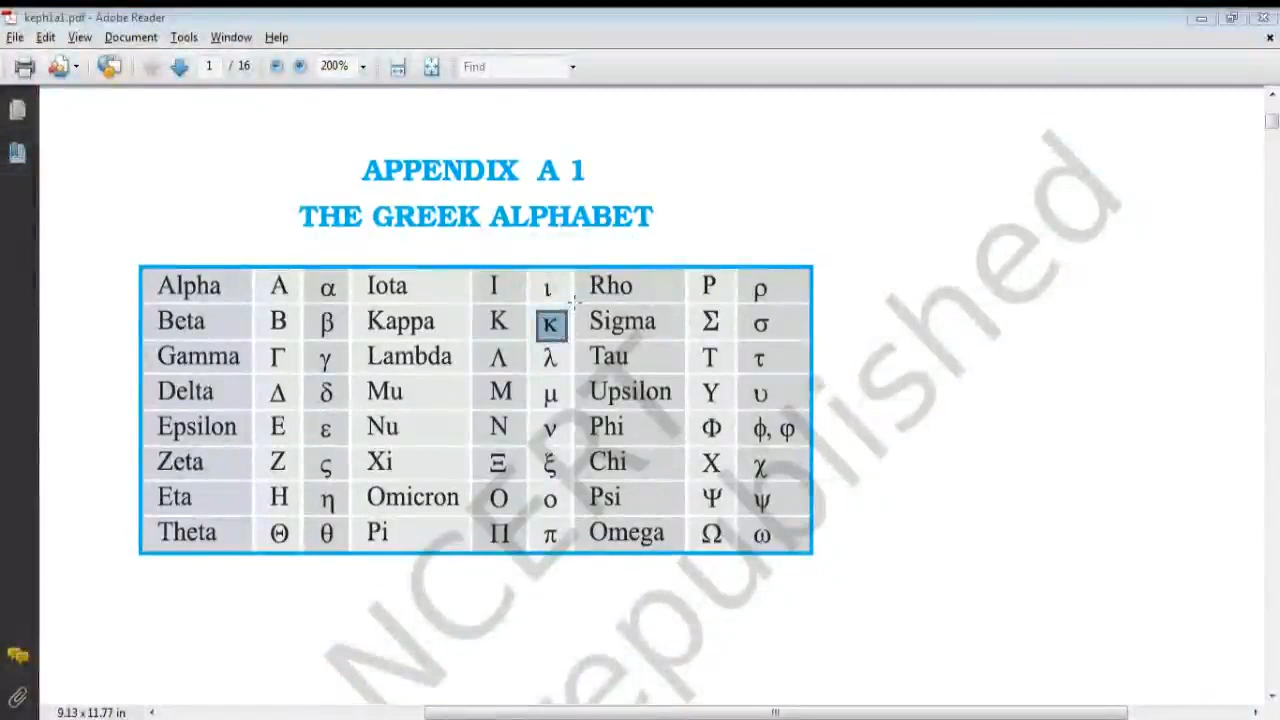 keph1a1.pdf - Adobe Reader
File Edit View Document Tools Window Help
1 / 16 200% Find
APPENDIX A 1
THE GREEK ALPHABET
Alpha Α α Iota Ι ι Rho Ρ ρ
Beta Β β Kappa Κ κ Sigma Σ σ
Gamma Γ γ Lambda Λ λ Tau Τ τ
Delta Δ δ Mu Μ μ Upsilon Υ υ
Epsilon Ε ε Nu Ν ν Phi Φ ϕ, φ
Zeta Ζ ς Xi Ξ ξ Chi Χ χ
Eta Η η Omicron Ο ο Psi Ψ ψ
Theta Θ θ Pi Π π Omega Ω ω
NCERT
republished
9.13 x 11.77 in